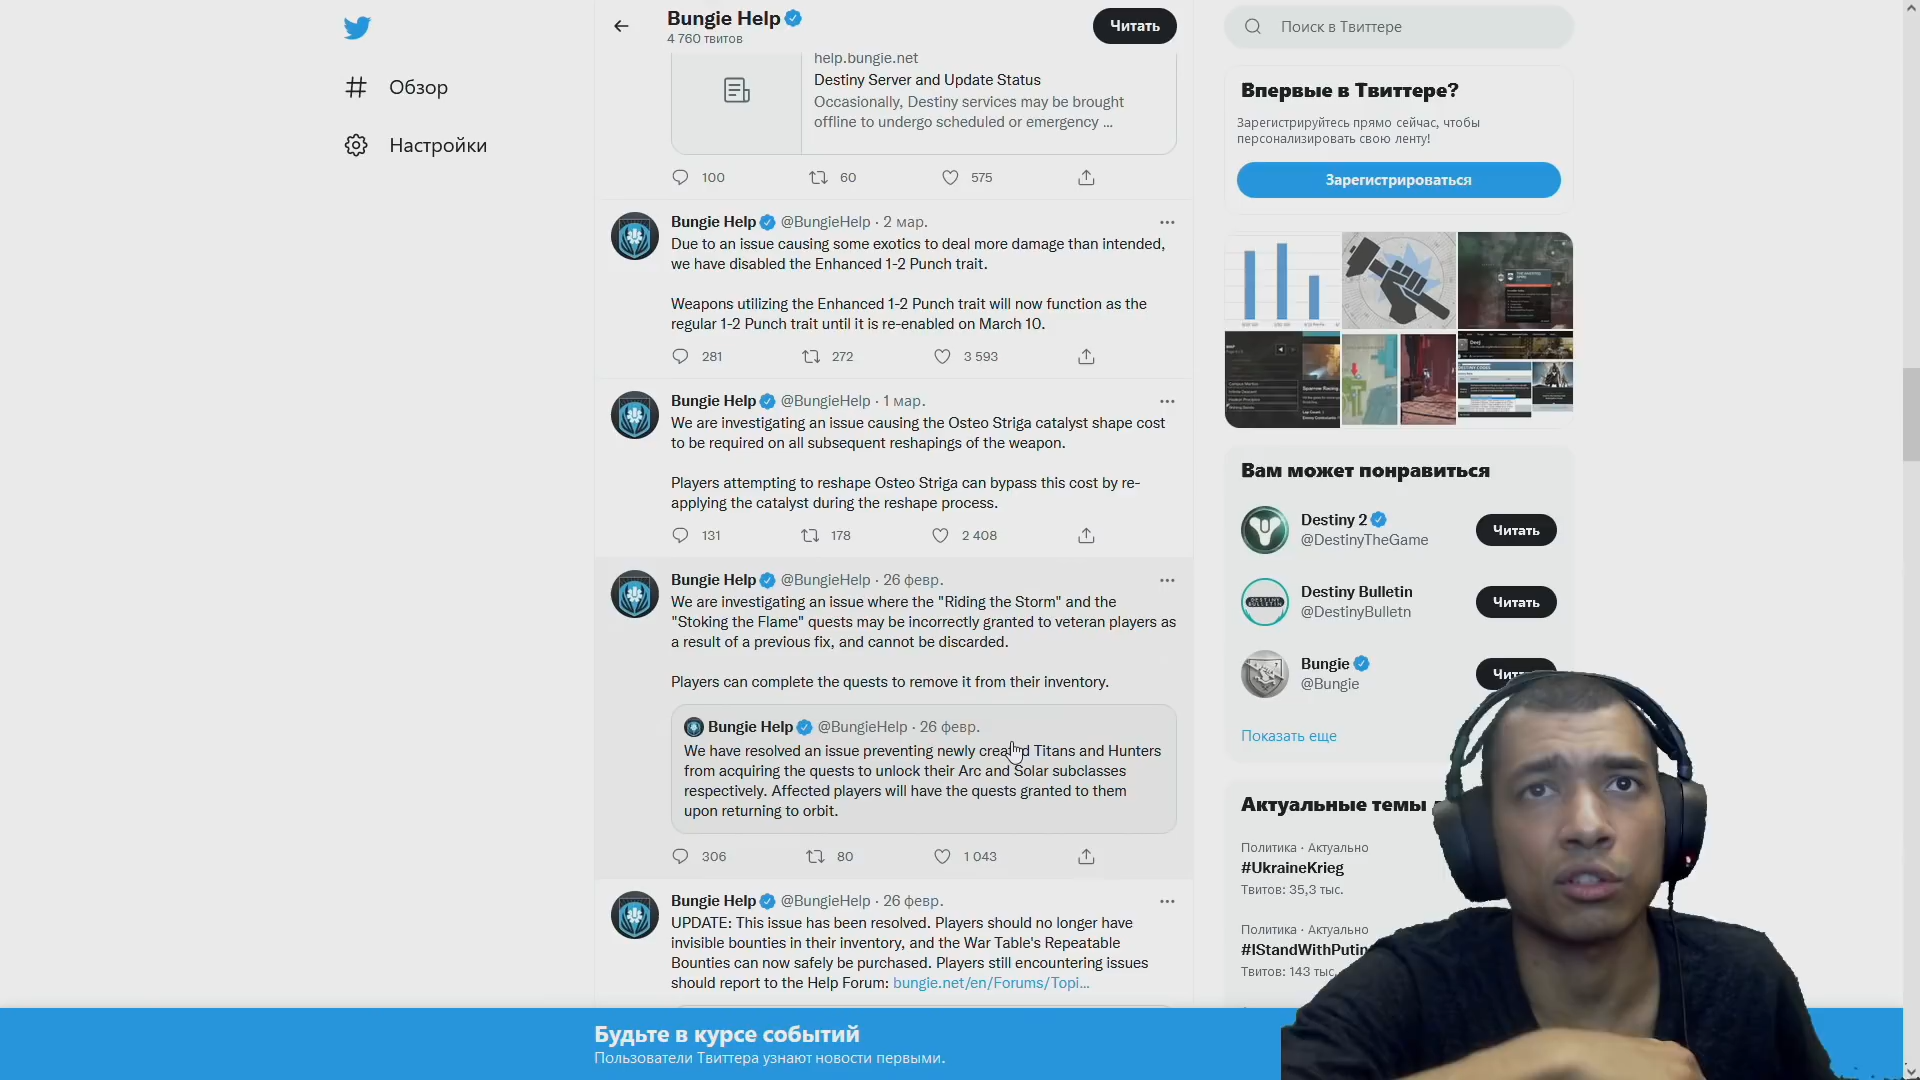 Bungie Help
4 760 твитов
Читать
Обзор
Настройки
help.bungie.net
Destiny Server and Update Status
Occasionally, Destiny services may be brought
offline to undergo scheduled or emergency ...
100 60 575
Bungie Help @BungieHelp · 2 мар.
Due to an issue causing some exotics to deal more damage than intended,
we have disabled the Enhanced 1-2 Punch trait.
Weapons utilizing the Enhanced 1-2 Punch trait will now function as the
regular 1-2 Punch trait until it is re-enabled on March 10.
281 272 3 593
Bungie Help @BungieHelp · 1 мар.
We are investigating an issue causing the Osteo Striga catalyst shape cost
to be required on all subsequent reshapings of the weapon.
Players attempting to reshape Osteo Striga can bypass this cost by re-
applying the catalyst during the reshape process.
131 178 2 408
Bungie Help @BungieHelp · 26 февр.
We are investigating an issue where the "Riding the Storm" and the
"Stoking the Flame" quests may be incorrectly granted to veteran players as
a result of a previous fix, and cannot be discarded.
Players can complete the quests to remove it from their inventory.
Bungie Help @BungieHelp · 26 февр.
We have resolved an issue preventing newly created Titans and Hunters
from acquiring the quests to unlock their Arc and Solar subclasses
respectively. Affected players will have the quests granted to them
upon returning to orbit.
306 80 1 043
Bungie Help @BungieHelp · 26 февр.
UPDATE: This issue has been resolved. Players should no longer have
invisible bounties in their inventory, and the War Table's Repeatable
Bounties can now safely be purchased. Players still encountering issues
should report to the Help Forum: bungie.net/en/Forums/Topi...
Поиск в Твиттере
Впервые в Твиттере?
Зарегистрируйтесь прямо сейчас, чтобы
персонализировать свою ленту!
Зарегистрироваться
Вам может понравиться
Destiny 2
@DestinyTheGame
Читать
Destiny Bulletin
@DestinyBulletn
Читать
Bungie
@Bungie
Показать еще
Актуальные темы
Политика · Актуально
#UkraineKrieg
Твитов: 35,3 тыс.
Политика · Актуально
#IStandWithPutin
Твитов: 143 тыс.
Будьте в курсе событий
Пользователи Твиттера узнают новости первыми.